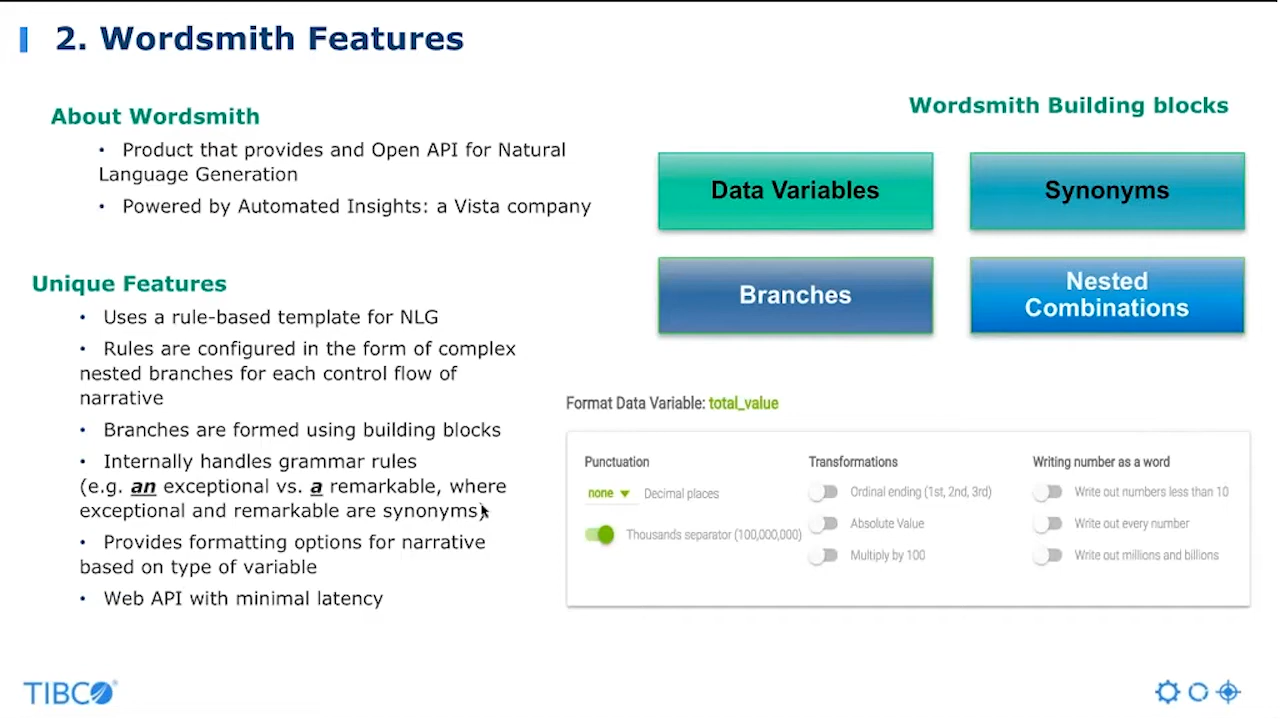 2. Wordsmith Features
About Wordsmith
• Product that provides and Open API for Natural
Language Generation
• Powered by Automated Insights: a Vista company
Unique Features
• Uses a rule-based template for NLG
• Rules are configured in the form of complex
nested branches for each control flow of
narrative
• Branches are formed using building blocks
• Internally handles grammar rules
(e.g. an exceptional vs. a remarkable, where
exceptional and remarkable are synonyms)
• Provides formatting options for narrative
based on type of variable
• Web API with minimal latency
Wordsmith Building blocks
Data Variables
Synonyms
Branches
Nested
Combinations
Format Data Variable: total_value
Punctuation
none Decimal places
Thousands separator (100,000,000)
Transformations
Ordinal ending (1st, 2nd, 3rd)
Absolute Value
Multiply by 100
Writing number as a word
Write out numbers less than 10
Write out every number
Write out millions and billions
TIBCO®